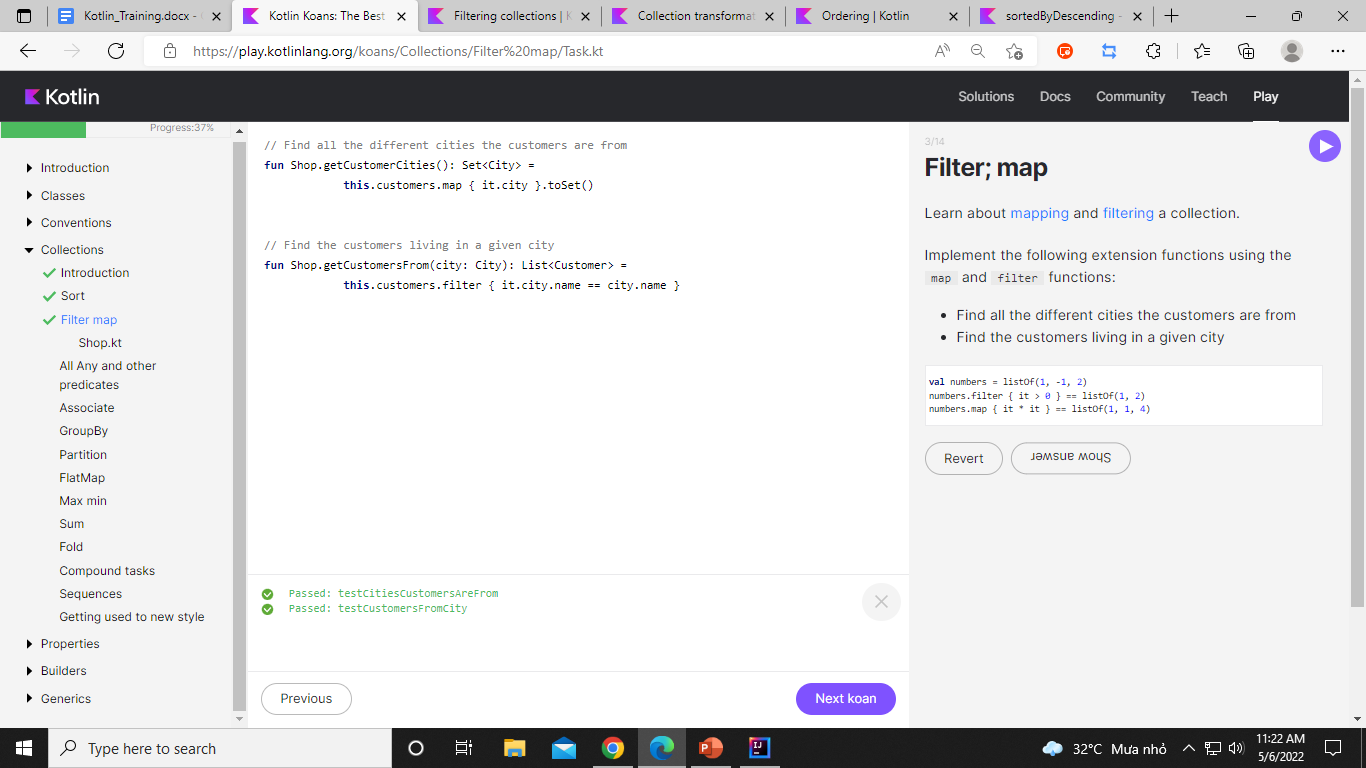 Kotlin_Training.docx -
Kotlin Koans: The Best
Filtering collections | K
Collection transformat
Ordering | Kotlin
sortedByDescending -
https://play.kotlinlang.org/koans/Collections/Filter%20map/Task.kt
Kotlin
Solutions
Docs
Community
Teach
Play
Progress:37%
Introduction
Classes
Conventions
Collections
Introduction
Sort
Filter map
Shop.kt
All Any and other
predicates
Associate
GroupBy
Partition
FlatMap
Max min
Sum
Fold
Compound tasks
Sequences
Getting used to new style
Properties
Builders
Generics
// Find all the different cities the customers are from
fun Shop.getCustomerCities(): Set<City> =
this.customers.map { it.city }.toSet()
// Find the customers living in a given city
fun Shop.getCustomersFrom(city: City): List<Customer> =
this.customers.filter { it.city.name == city.name }
Passed: testCitiesCustomersAreFrom
Passed: testCustomersFromCity
Previous
Next koan
3/14
Filter; map
Learn about mapping and filtering a collection.
Implement the following extension functions using the
map and filter functions:
• Find all the different cities the customers are from
• Find the customers living in a given city
val numbers = listOf(1, -1, 2)
numbers.filter { it > 0 } == listOf(1, 2)
numbers.map { it * it } == listOf(1, 1, 4)
Revert
Show answer
Type here to search
32°C Mưa nhỏ
11:22 AM
5/6/2022